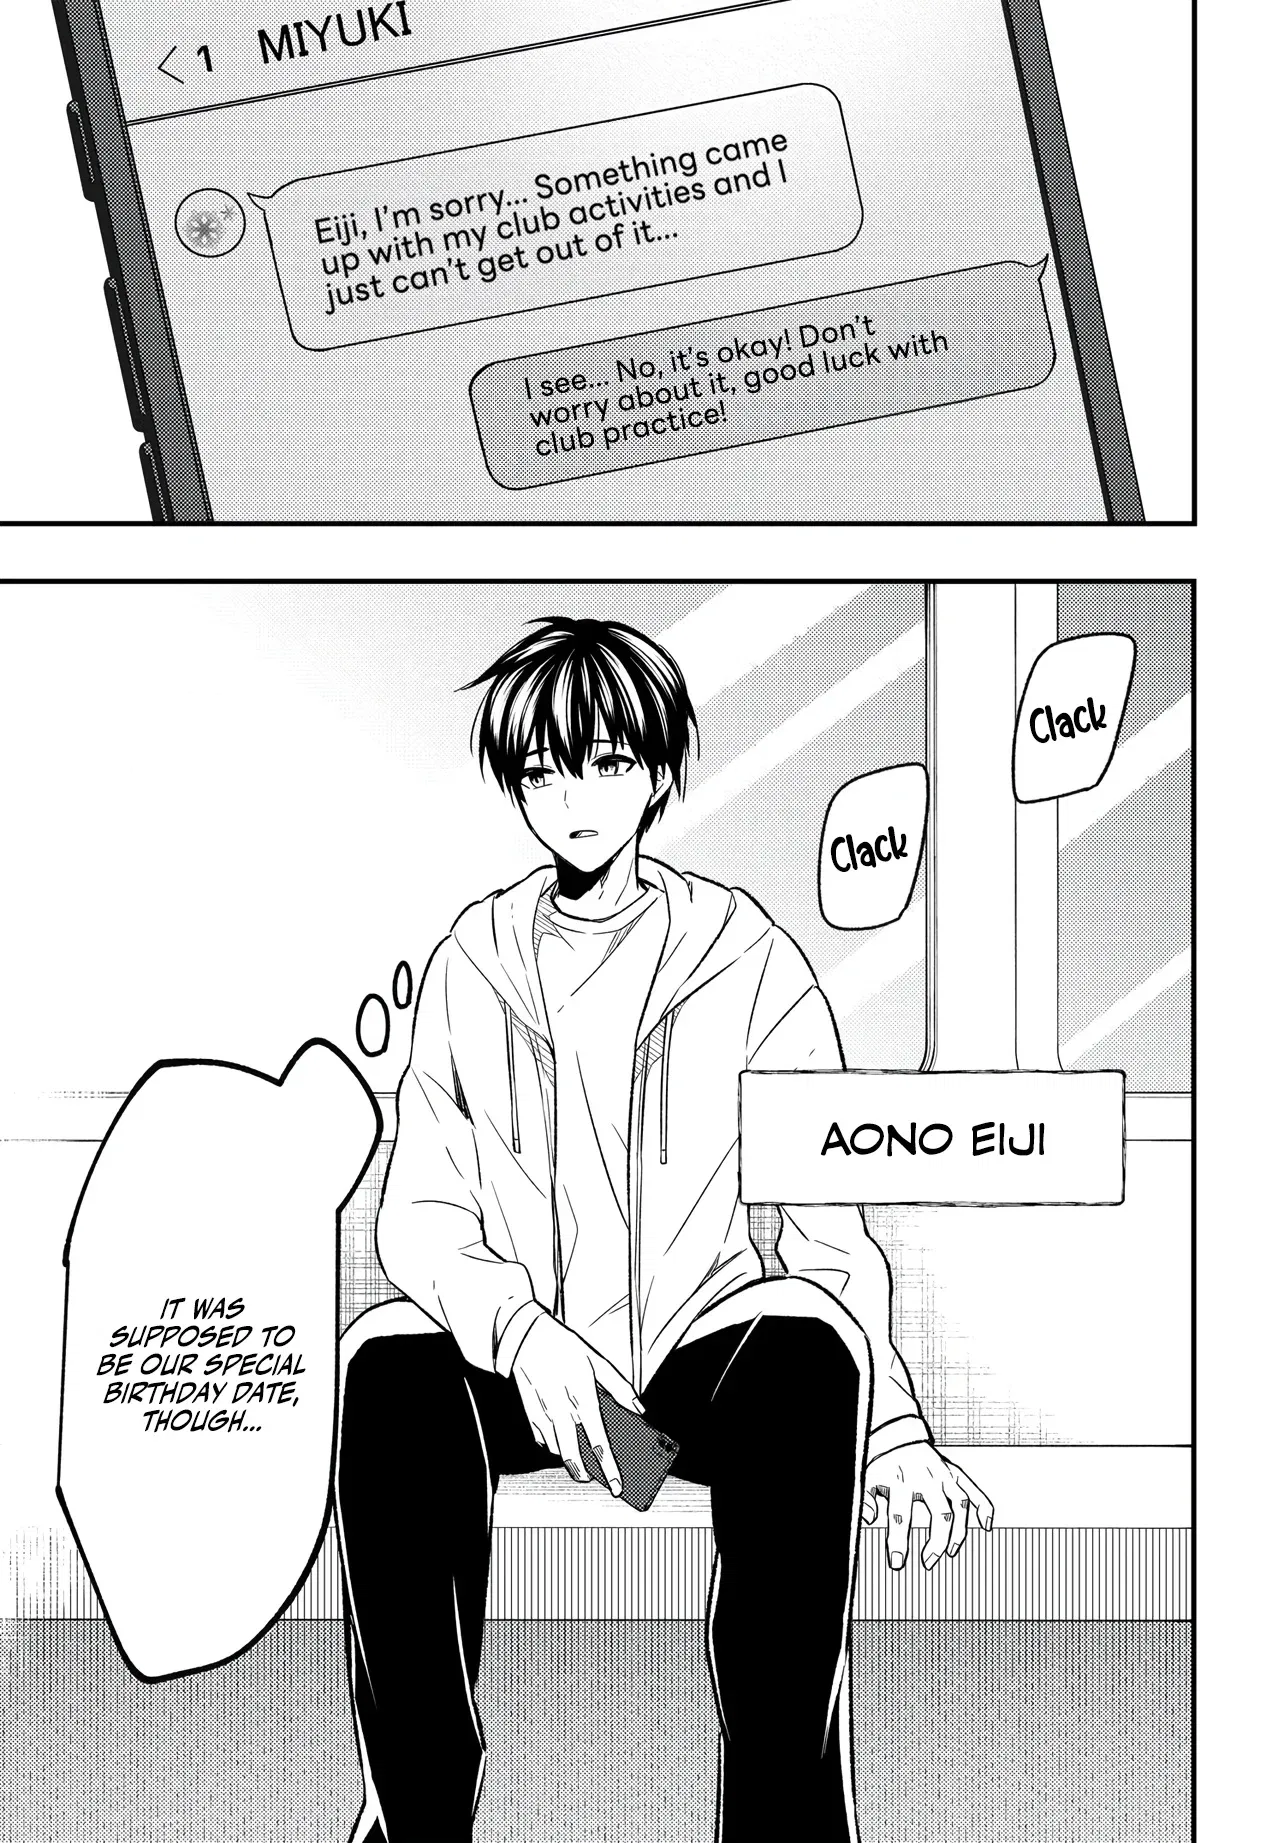 < 1 MIYUKI
Eiji, I'm sorry... Something came
up with my club activities and I
just can't get out of it...
I see... No, it's okay! Don't
worry about it, good luck with
club practice!
Clack
Clack
AONO EIJI
IT WAS
SUPPOSED TO
BE OUR SPECIAL
BIRTHDAY DATE,
THOUGH...